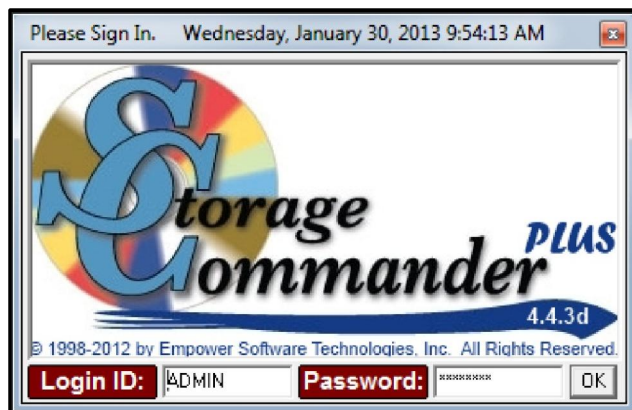 Please Sign In. Wednesday, January 30, 2013 9:54:13 AM
Storage
Commander PLUS
4.4.3d
© 1998-2012 by Empower Software Technologies, Inc. All Rights Reserved.
Login ID: ADMIN Password: ******** OK